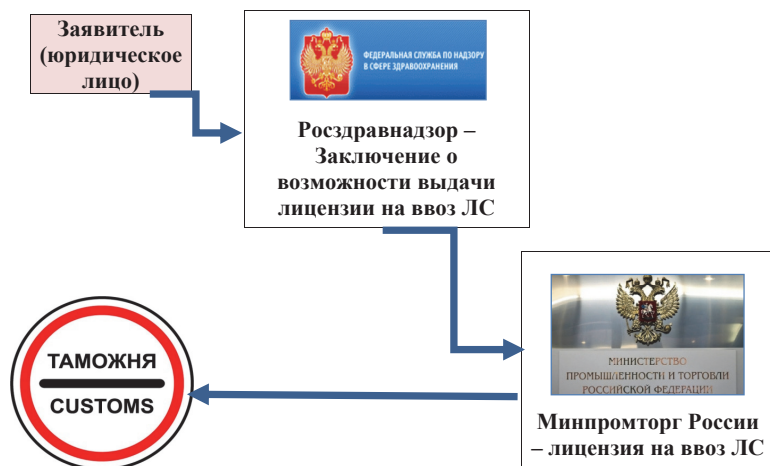 Заявитель
(юридическое
лицо)
ФЕДЕРАЛЬНАЯ СЛУЖБА ПО НАДЗОРУ
В СФЕРЕ ЗДРАВООХРАНЕНИЯ
Росздравнадзор –
Заключение о
возможности выдачи
лицензии на ввоз ЛС
МИНИСТЕРСТВО
ПРОМЫШЛЕННОСТИ И ТОРГОВЛИ
РОССИЙСКОЙ ФЕДЕРАЦИИ
Минпромторг России
– лицензия на ввоз ЛС
ТАМОЖНЯ
CUSTOMS